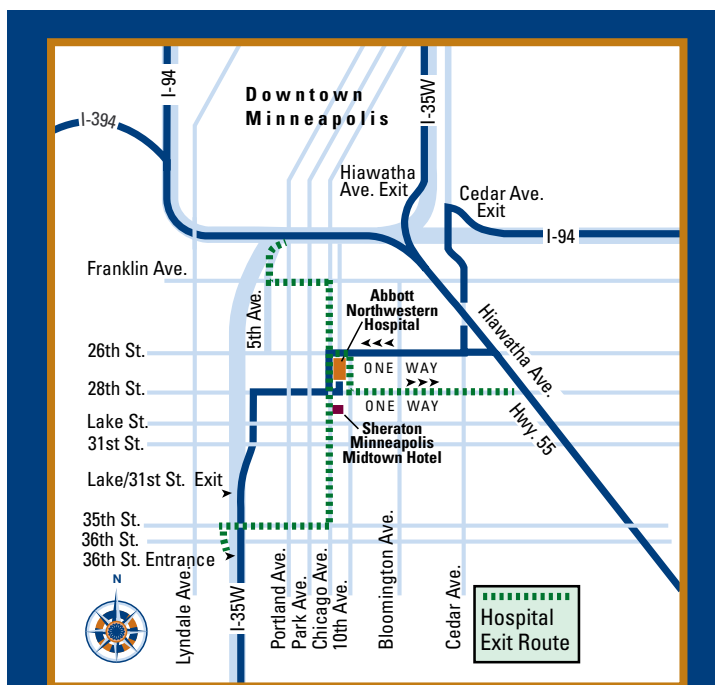 I-94
I-394
Downtown
Minneapolis
I-35W
Hiawatha
Ave. Exit
Cedar Ave.
Exit
I-94
Franklin Ave.
5th Ave.
Abbott
Northwestern
Hospital
Hiawatha Ave.
26th St.
ONE WAY
28th St.
ONE WAY
Lake St.
31st St.
Sheraton
Minneapolis
Midtown Hotel
Hwy. 55
Lake/31st St. Exit
35th St.
36th St.
36th St. Entrance
Lyndale Ave.
I-35W
Portland Ave.
Park Ave.
Chicago Ave.
10th Ave.
Bloomington Ave.
Cedar Ave.
N
Hospital
Exit Route